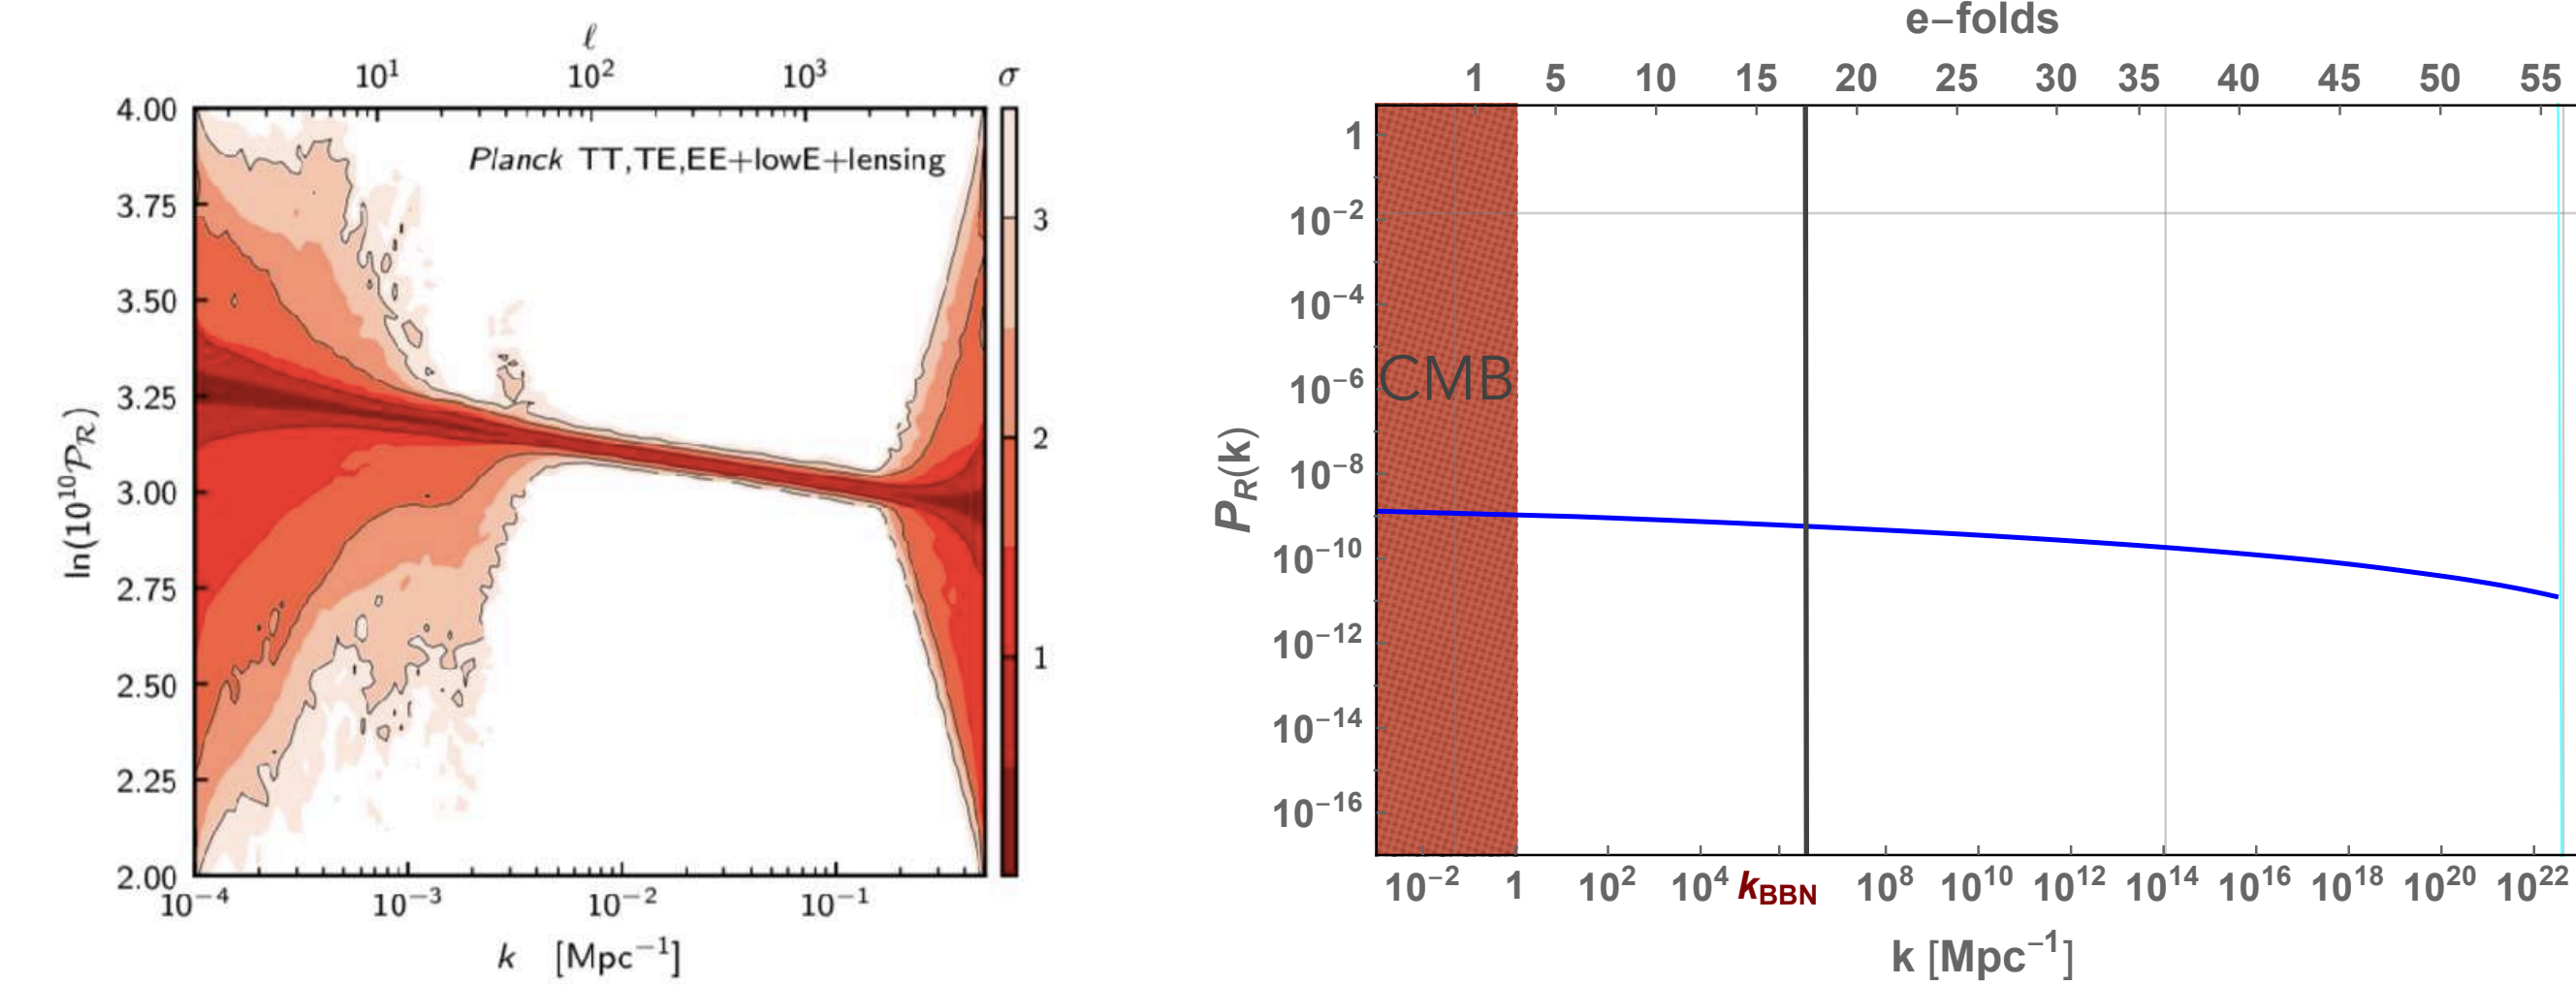 ℓ
10¹ 10² 10³ σ
4.00
Planck TT,TE,EE+lowE+lensing
3.75
3.50
3.25
3.00
2.75
2.50
2.25
2.00
ln(10¹⁰𝒫_ℛ)
3
2
1
10⁻⁴ 10⁻³ 10⁻² 10⁻¹
k [Mpc⁻¹]
e–folds
1 5 10 15 20 25 30 35 40 45 50 55
1
10⁻²
10⁻⁴
10⁻⁶
10⁻⁸
10⁻¹⁰
10⁻¹²
10⁻¹⁴
10⁻¹⁶
P_R(k)
CMB
10⁻² 1 10² 10⁴ k_BBN 10⁸ 10¹⁰ 10¹² 10¹⁴ 10¹⁶ 10¹⁸ 10²⁰ 10²²
k [Mpc⁻¹]